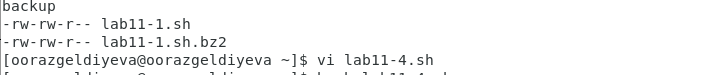 backup
-rw-rw-r-- lab11-1.sh
-rw-rw-r-- lab11-1.sh.bz2
[oorazgeldiyeva@oorazgeldiyeva ~]$ vi lab11-4.sh